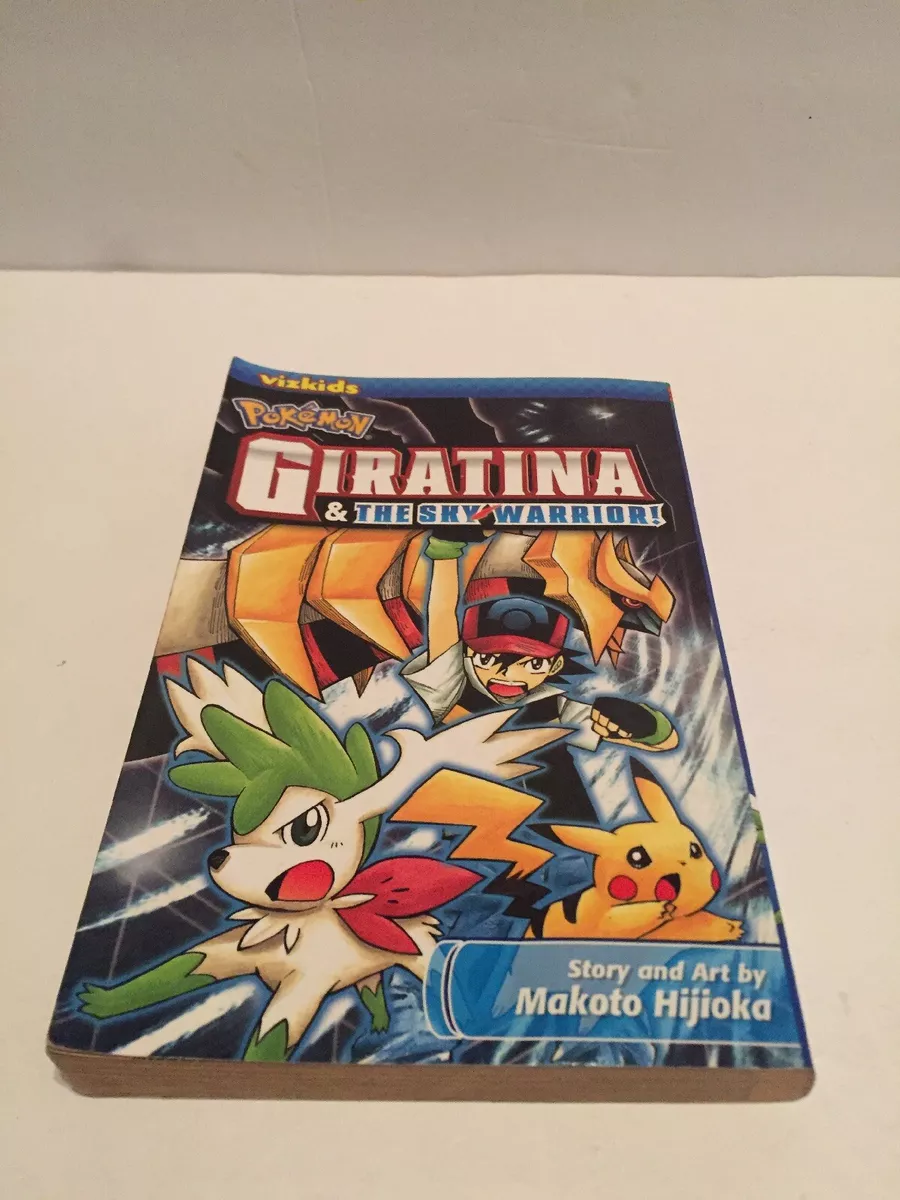 VIZkids
POKéMON
GIRATINA
& THE SKY WARRIOR!
Story and Art by
Makoto Hijioka